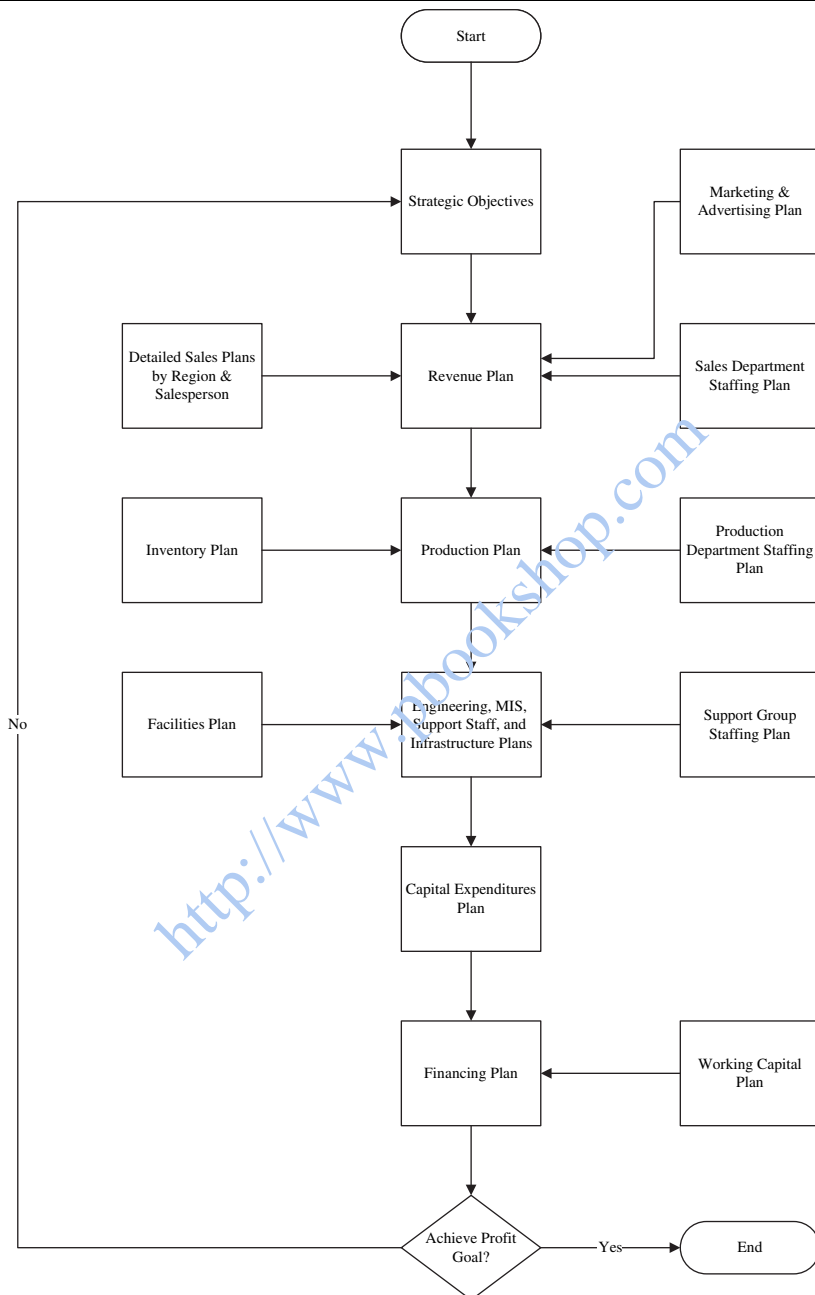 Start
Strategic Objectives
Marketing &
Advertising Plan
Detailed Sales Plans
by Region &
Salesperson
Revenue Plan
Sales Department
Staffing Plan
Inventory Plan
Production Plan
Production
Department Staffing
Plan
No
Facilities Plan
Engineering, MIS,
Support Staff, and
Infrastructure Plans
Support Group
Staffing Plan
Capital Expenditures
Plan
Financing Plan
Working Capital
Plan
Achieve Profit
Goal?
Yes
End
http://www.pbookshop.com